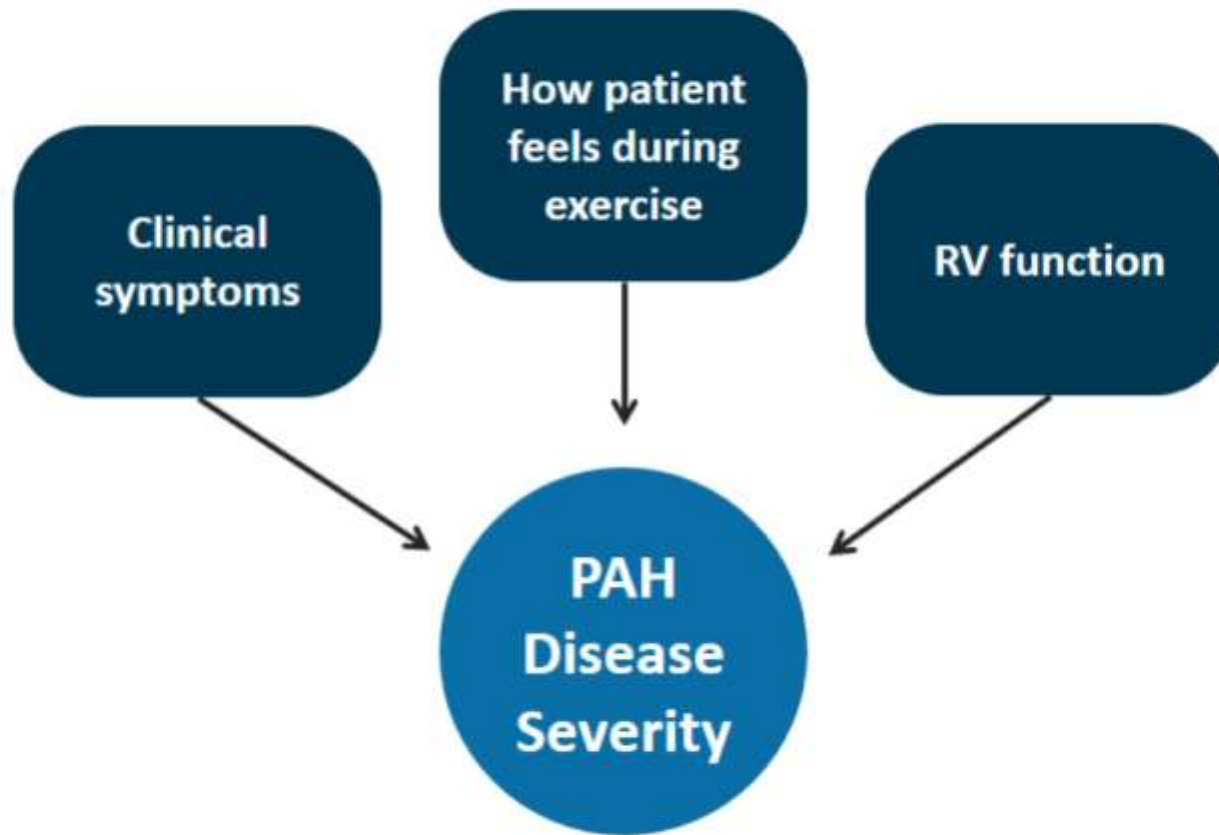 Clinical
symptoms
How patient
feels during
exercise
RV function
PAH
Disease
Severity